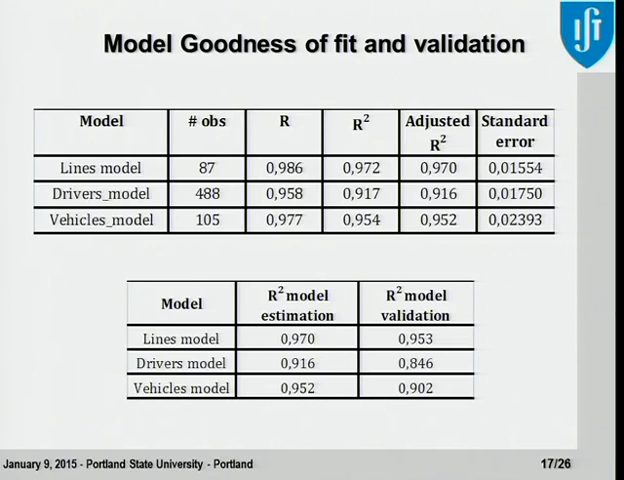 IST
Model Goodness of fit and validation
Model # obs R R² Adjusted R² Standard error
Lines model 87 0,986 0,972 0,970 0,01554
Drivers_model 488 0,958 0,917 0,916 0,01750
Vehicles_model 105 0,977 0,954 0,952 0,02393
Model R² model estimation R² model validation
Lines model 0,970 0,953
Drivers model 0,916 0,846
Vehicles model 0,952 0,902
January 9, 2015 - Portland State University - Portland 17/26